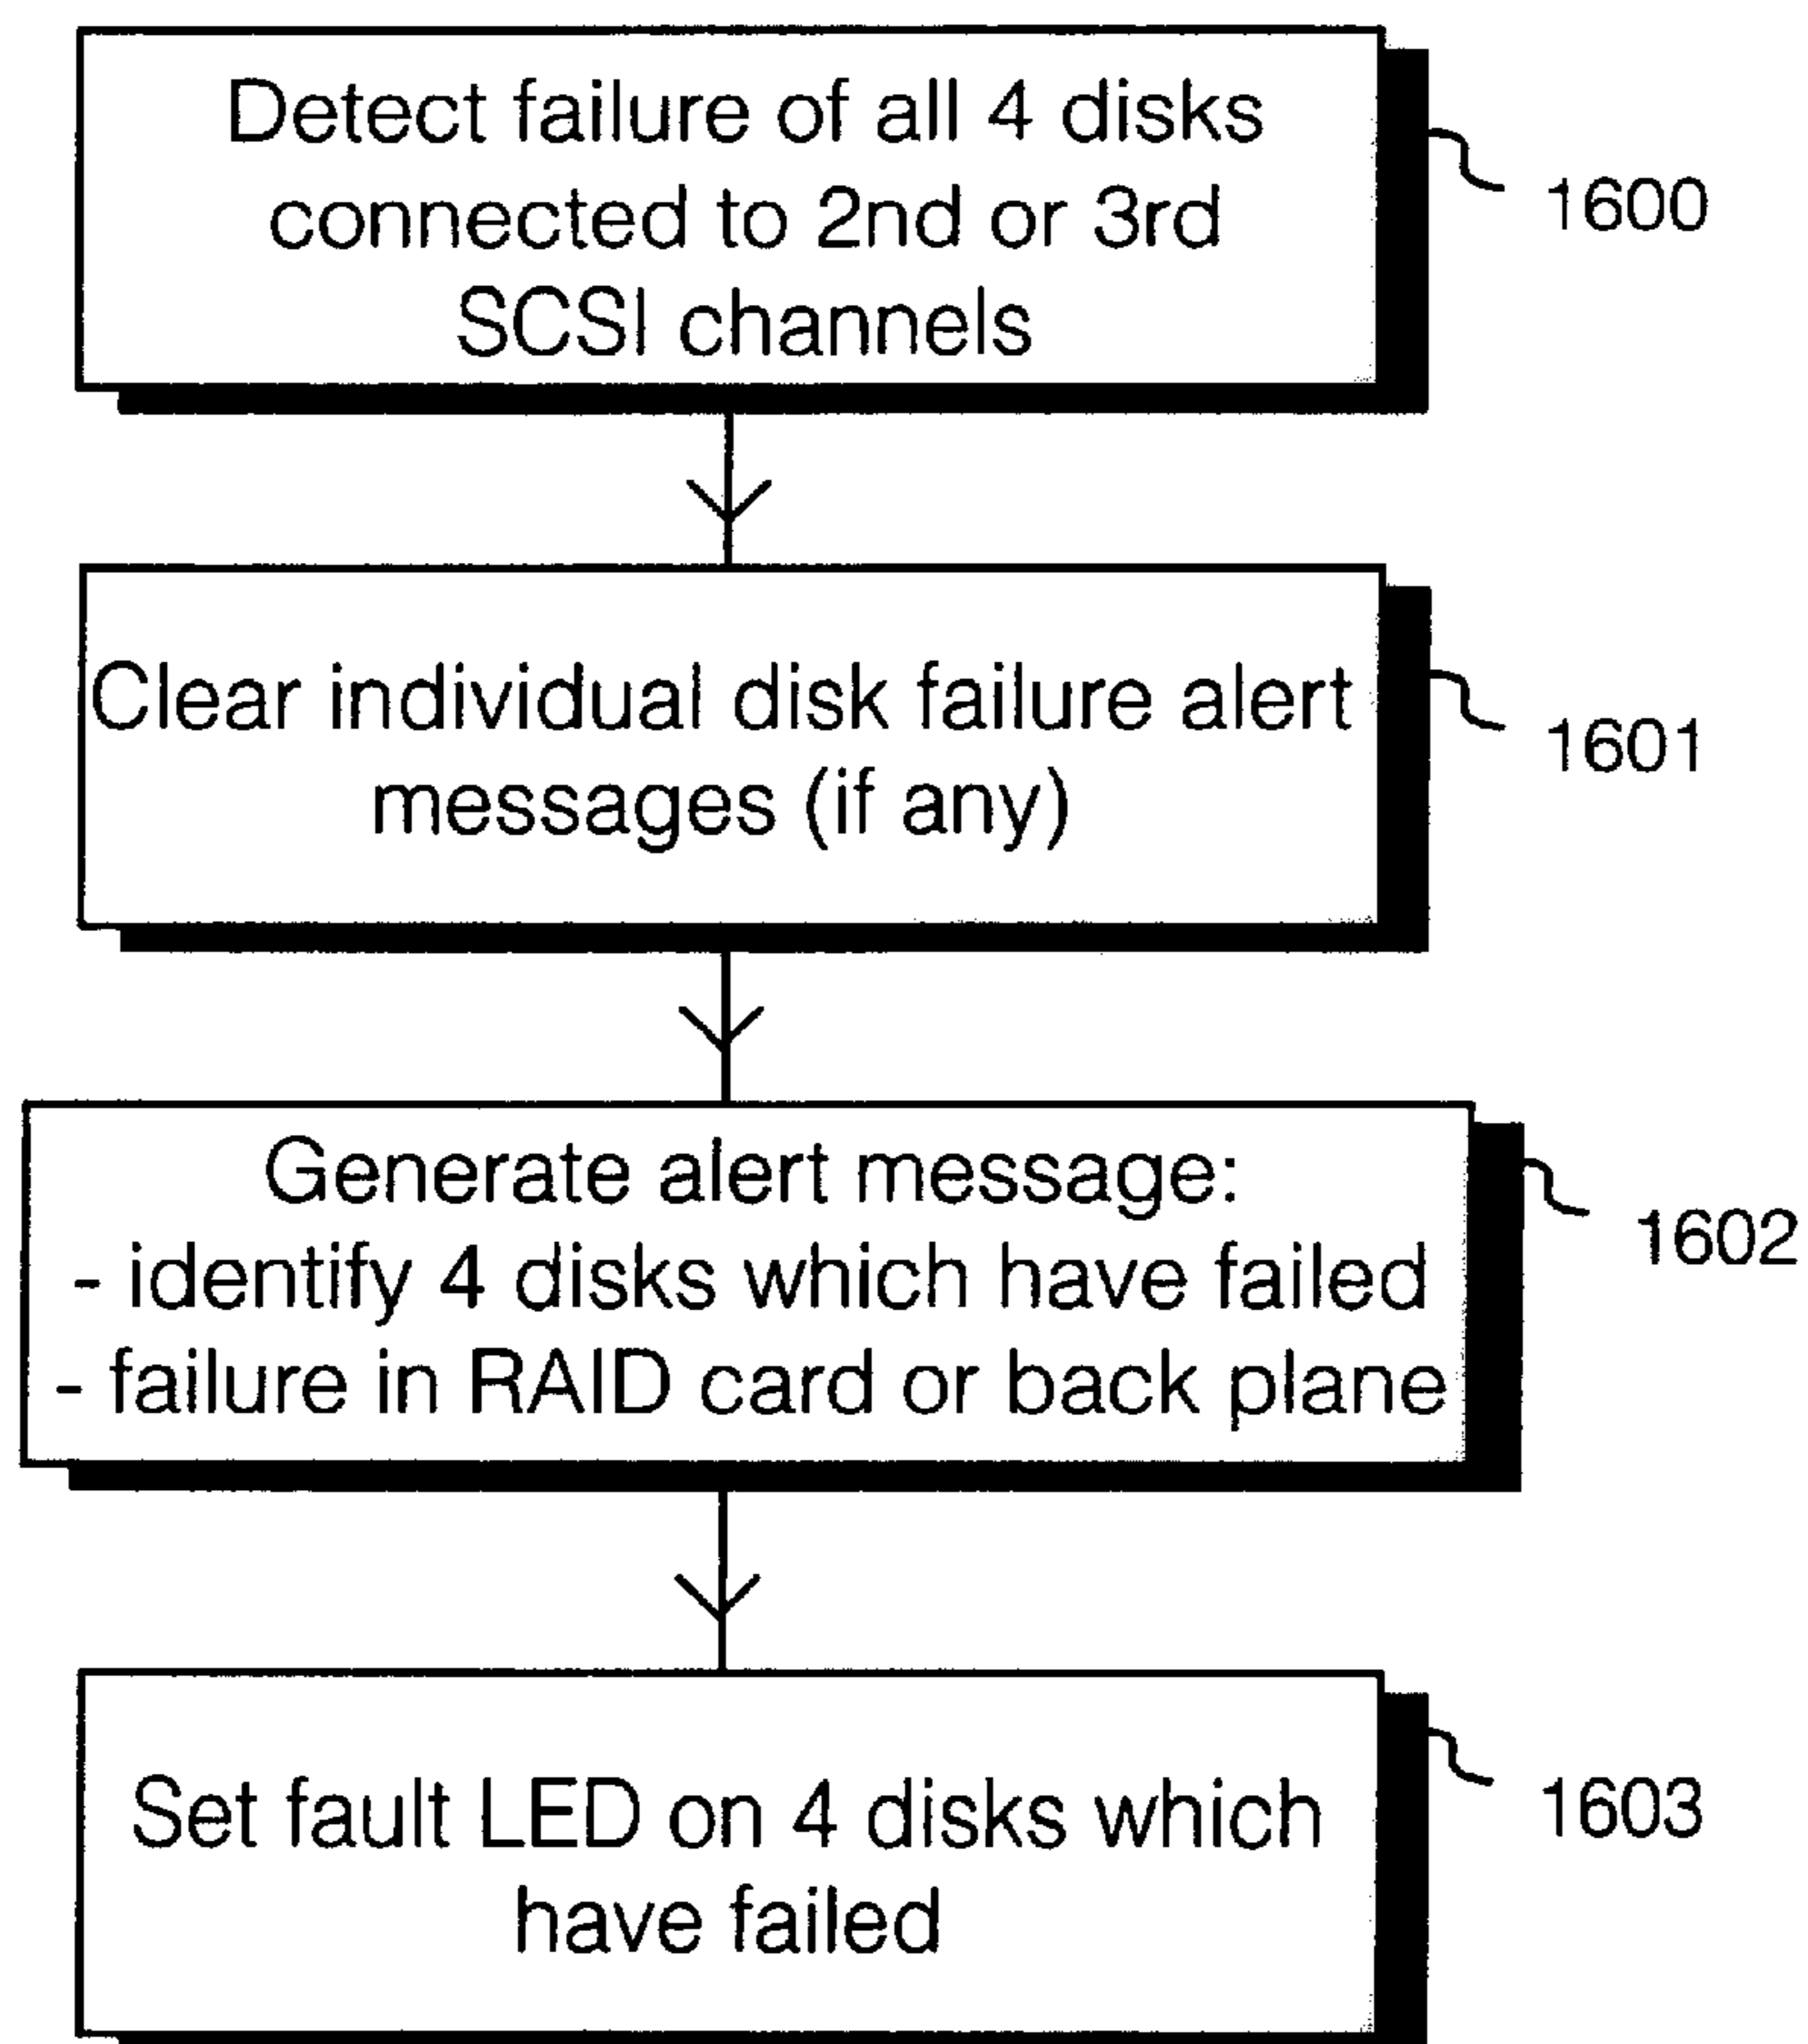 Detect failure of all 4 disks
connected to 2nd or 3rd
SCSI channels
1600
Clear individual disk failure alert
messages (if any)
1601
Generate alert message:
- identify 4 disks which have failed
- failure in RAID card or back plane
1602
Set fault LED on 4 disks which
have failed
1603